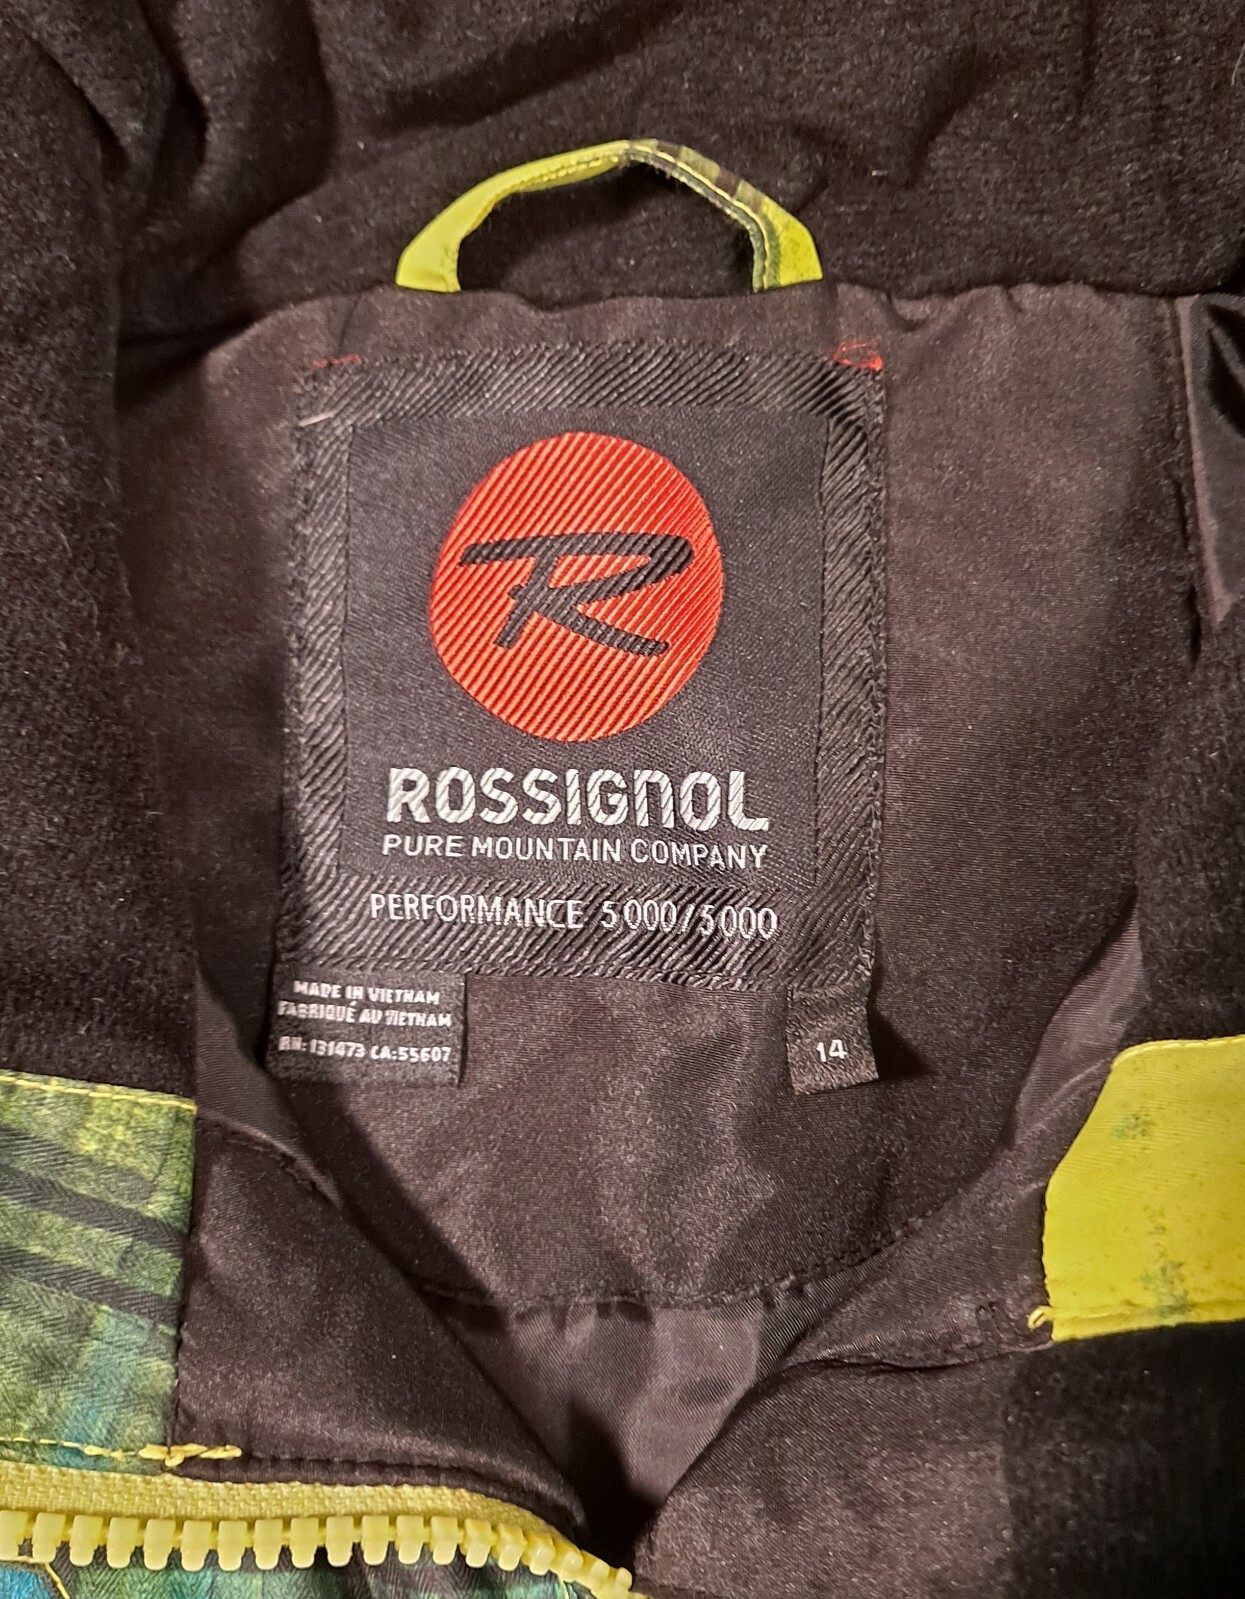 R
ROSSIGNOL
PURE MOUNTAIN COMPANY
PERFORMANCE 5000/5000
MADE IN VIETNAM
FABRIQUÉ AU VIETNAM
RN: 131473 CA:55607
14